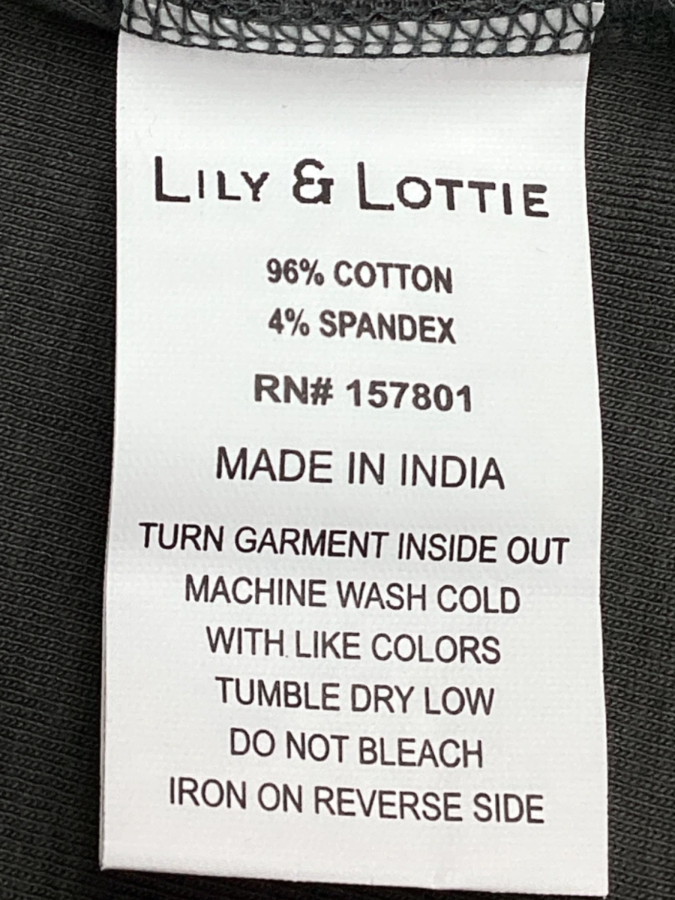 LILY & LOTTIE
96% COTTON
4% SPANDEX
RN# 157801
MADE IN INDIA
TURN GARMENT INSIDE OUT
MACHINE WASH COLD
WITH LIKE COLORS
TUMBLE DRY LOW
DO NOT BLEACH
IRON ON REVERSE SIDE